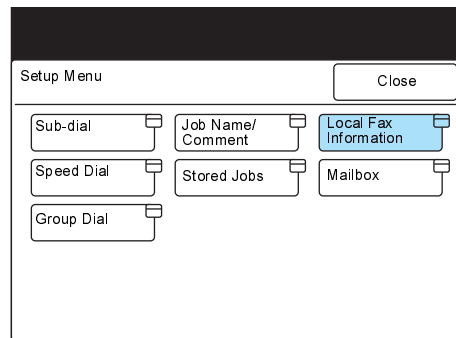 Setup Menu
Close
Sub-dial
Job Name/
Comment
Local Fax
Information
Speed Dial
Stored Jobs
Mailbox
Group Dial